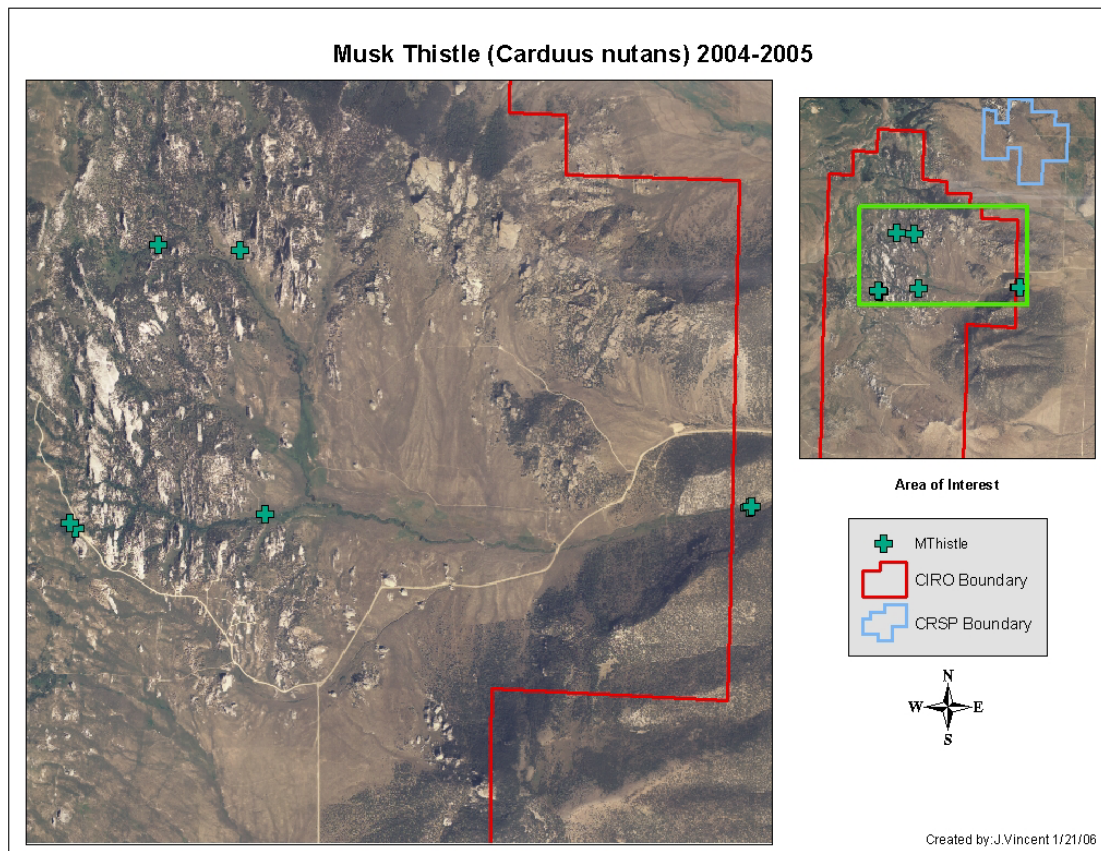 Musk Thistle (Carduus nutans) 2004-2005
Area of Interest
MThistle
CIRO Boundary
CRSP Boundary
N
W E
S
Created by:J.Vincent 1/21/06